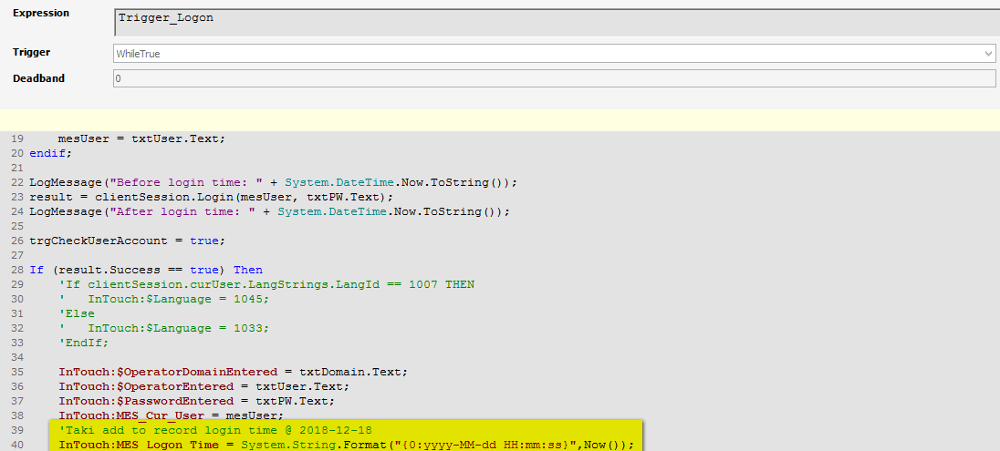 Expression
Trigger_Logon
Trigger
WhileTrue
Deadband
0
19 mesUser = txtUser.Text;
20 endif;
21
22 LogMessage("Before login time: " + System.DateTime.Now.ToString());
23 result = clientSession.Login(mesUser, txtPW.Text);
24 LogMessage("After login time: " + System.DateTime.Now.ToString());
25
26 trgCheckUserAccount = true;
27
28 If (result.Success == true) Then
29 'If clientSession.curUser.LangStrings.LangId == 1007 THEN
30 ' InTouch:$Language = 1045;
31 'Else
32 ' InTouch:$Language = 1033;
33 'EndIf;
34
35 InTouch:$OperatorDomainEntered = txtDomain.Text;
36 InTouch:$OperatorEntered = txtUser.Text;
37 InTouch:$PasswordEntered = txtPW.Text;
38 InTouch:MES_Cur_User = mesUser;
39 'Taki add to record login time @ 2018-12-18
40 InTouch:MES_Logon_Time = System.String.Format("{0:yyyy-MM-dd HH:mm:ss}",Now());